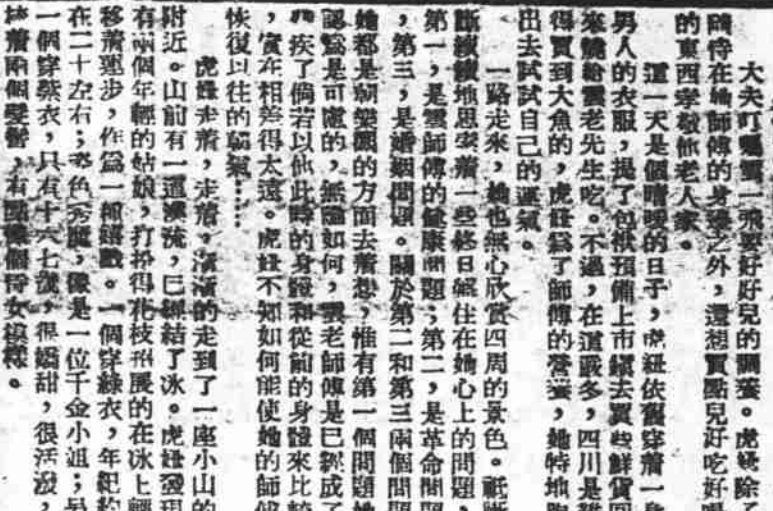 大夫叮囑雲一飛要好好兒的調養。虎妞除了
日侍在她師傅的身旁之外,還想買點兒好吃好喝
的東西孝敬他老人家。
這一天是個晴暖的日子,虎妞依舊穿著一身
男人的衣服,提了包袱預備上市鎮去買些鮮貨回
來燒給雲老先生吃。不過,在這嚴冬,四川是難
得買到大魚的,虎妞為了師傅的營養,她特地跑
出去試試自己的運氣。
一路走來,她也無心欣賞四周的景色。祇斷
斷續續地思索着一些終日縈住在她心上的問題,
第一,是雲師傅的健康問題;第二,是革命問題
,第三,是婚姻問題。關於第二和第三兩個問題
她都是朝樂觀的方面去着想,惟有第一個問題她
認為是可慮的,無論如何,雲老師傅是已經成了
疾了倘若以他此時的身體和從前的身體來比較
,實在相差得太遠。虎妞不知如何能使她的師傅
恢復以往的氣……
虎妞走着,走着,漸漸的走到了一座小山的
附近。山前有一道溪流,已經結了冰。虎妞發現
有兩個年輕的姑娘,打扮得花枝招展的在冰上輕
移着蓮步,作為一種嬉戲。一個穿綠衣,年紀約
在二十左右;姿色秀麗,像是一位千金小姐;另
一個穿紫衣,只有十六七歲,很嬌甜,很活潑,
着兩個雙髻,有點像個侍女模樣。